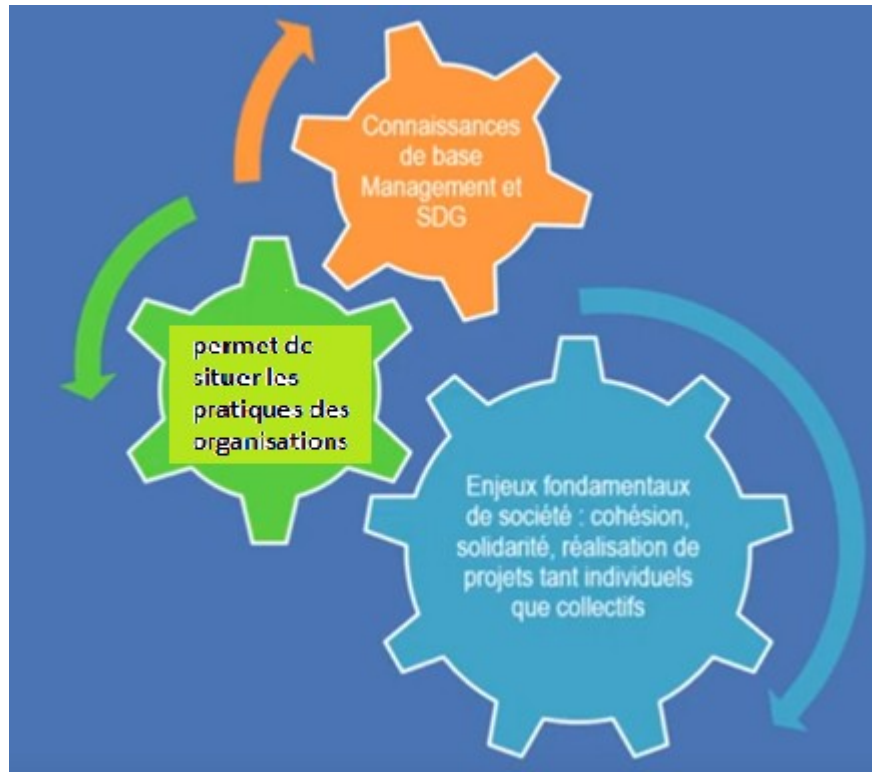 Connaissances
de base
Management et
SDG
permet de
situer les
pratiques des
organisations
Enjeux fondamentaux
de société : cohésion,
solidarité, réalisation de
projets tant individuels
que collectifs